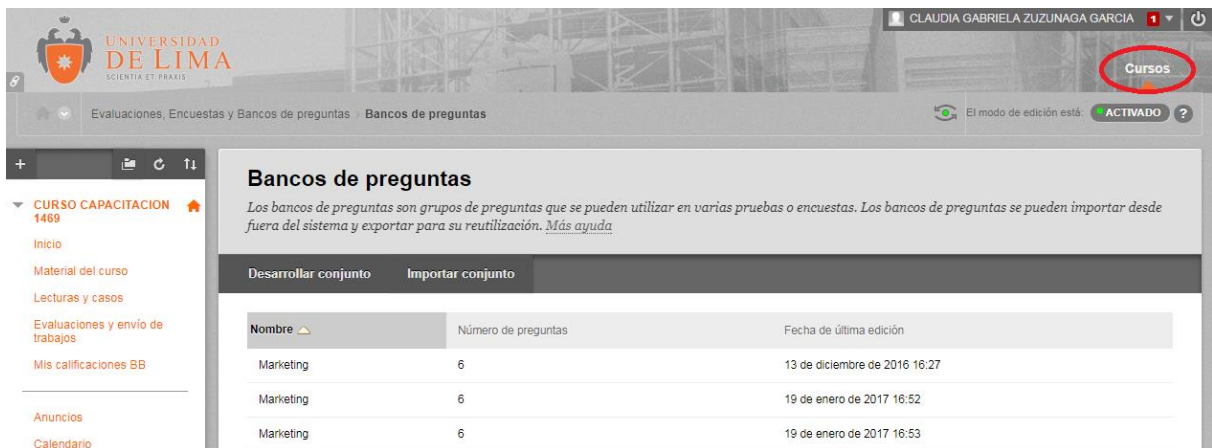 CLAUDIA GABRIELA ZUZUNAGA GARCIA 1
UNIVERSIDAD
DE LIMA
SCIENTIA ET PRAXIS
Cursos
Evaluaciones, Encuestas y Bancos de preguntas Bancos de preguntas
El modo de edición está: ACTIVADO ?
Bancos de preguntas
Los bancos de preguntas son grupos de preguntas que se pueden utilizar en varias pruebas o encuestas. Los bancos de preguntas se pueden importar desde
fuera del sistema y exportar para su reutilización. Más ayuda
Desarrollar conjunto Importar conjunto
Nombre Número de preguntas Fecha de última edición
Marketing 6 13 de diciembre de 2016 16:27
Marketing 6 19 de enero de 2017 16:52
Marketing 6 19 de enero de 2017 16:53
CURSO CAPACITACION
1469
Inicio
Material del curso
Lecturas y casos
Evaluaciones y envío de
trabajos
Mis calificaciones BB
Anuncios
Calendario